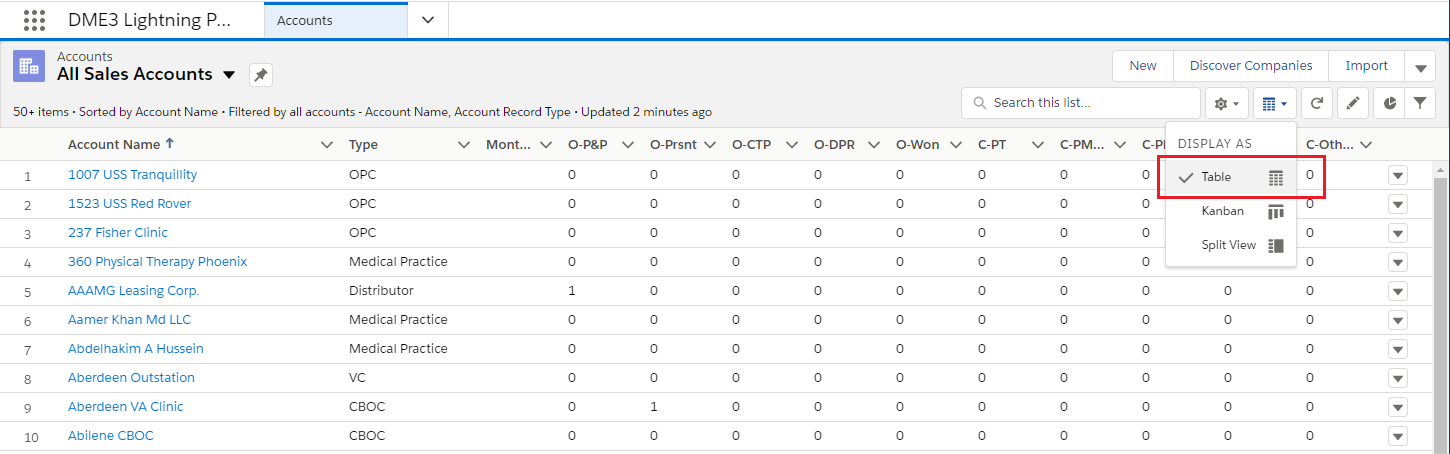 DME3 Lightning P... Accounts
Accounts
All Sales Accounts
New Discover Companies Import
50+ items • Sorted by Account Name • Filtered by all accounts - Account Name, Account Record Type • Updated 2 minutes ago
Search this list...
Account Name Type Mont... O-P&P O-Prsnt O-CTP O-DPR O-Won C-PT C-PM... C-Oth...
DISPLAY AS
Table
Kanban
Split View
1 1007 USS Tranquillity OPC 0 0 0 0 0 0 0 0 0
2 1523 USS Red Rover OPC 0 0 0 0 0 0 0 0 0
3 237 Fisher Clinic OPC 0 0 0 0 0 0 0 0 0
4 360 Physical Therapy Phoenix Medical Practice 0 0 0 0 0 0 0 0 0
5 AAAMG Leasing Corp. Distributor 1 0 0 0 0 0 0 0 0 0
6 Aamer Khan Md LLC Medical Practice 0 0 0 0 0 0 0 0 0 0
7 Abdelhakim A Hussein Medical Practice 0 0 0 0 0 0 0 0 0 0
8 Aberdeen Outstation VC 0 0 0 0 0 0 0 0 0 0
9 Aberdeen VA Clinic CBOC 0 1 0 0 0 0 0 0 0 0
10 Abilene CBOC CBOC 0 0 0 0 0 0 0 0 0 0